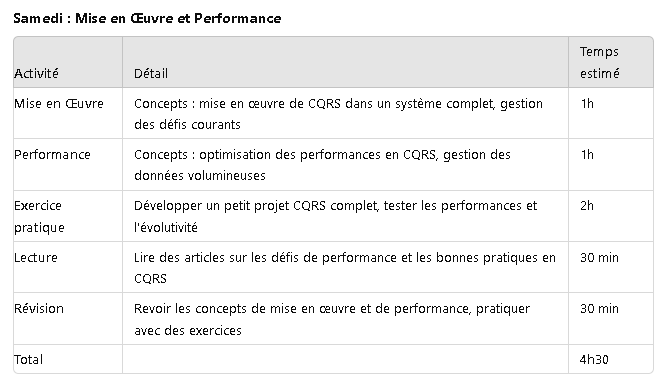 Samedi : Mise en Œuvre et Performance
Temps
Activité Détail estimé
Mise en Œuvre Concepts : mise en œuvre de CQRS dans un système complet, gestion 1h
des défis courants
Performance Concepts : optimisation des performances en CQRS, gestion des 1h
données volumineuses
Exercice Développer un petit projet CQRS complet, tester les performances et 2h
pratique l'évolutivité
Lecture Lire des articles sur les défis de performance et les bonnes pratiques en 30 min
CQRS
Révision Revoir les concepts de mise en œuvre et de performance, pratiquer 30 min
avec des exercices
Total 4h30